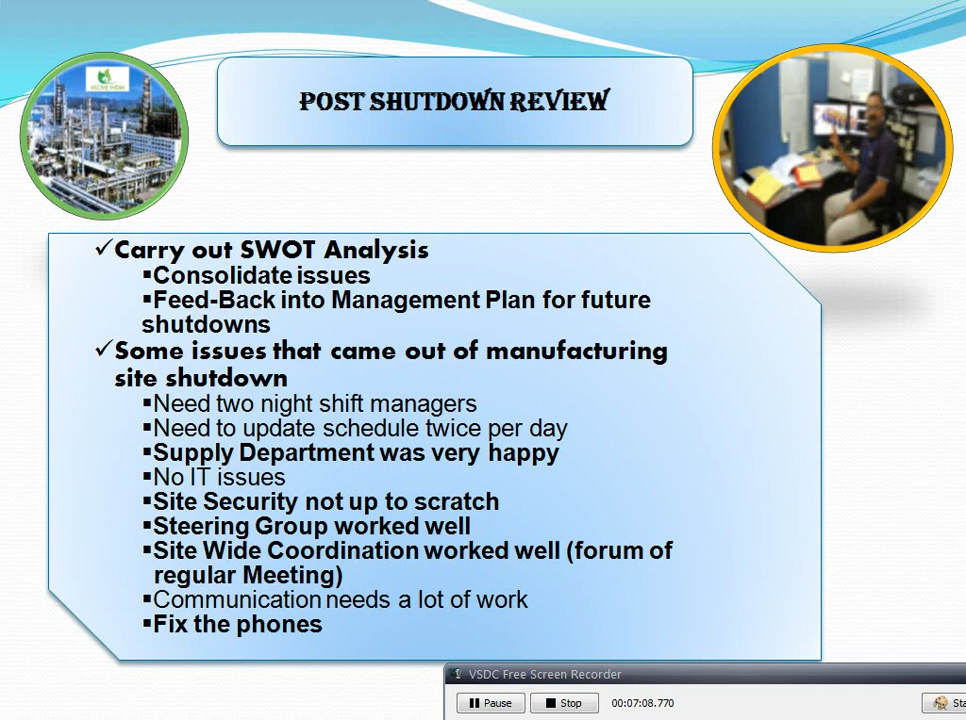 POST SHUTDOWN REVIEW
✓Carry out SWOT Analysis
▪Consolidate issues
▪Feed-Back into Management Plan for future
shutdowns
✓Some issues that came out of manufacturing
site shutdown
▪Need two night shift managers
▪Need to update schedule twice per day
▪Supply Department was very happy
▪No IT issues
▪Site Security not up to scratch
▪Steering Group worked well
▪Site Wide Coordination worked well (forum of
regular Meeting)
▪Communication needs a lot of work
▪Fix the phones
VSDC Free Screen Recorder
Pause Stop 00:07:08.770 Sta